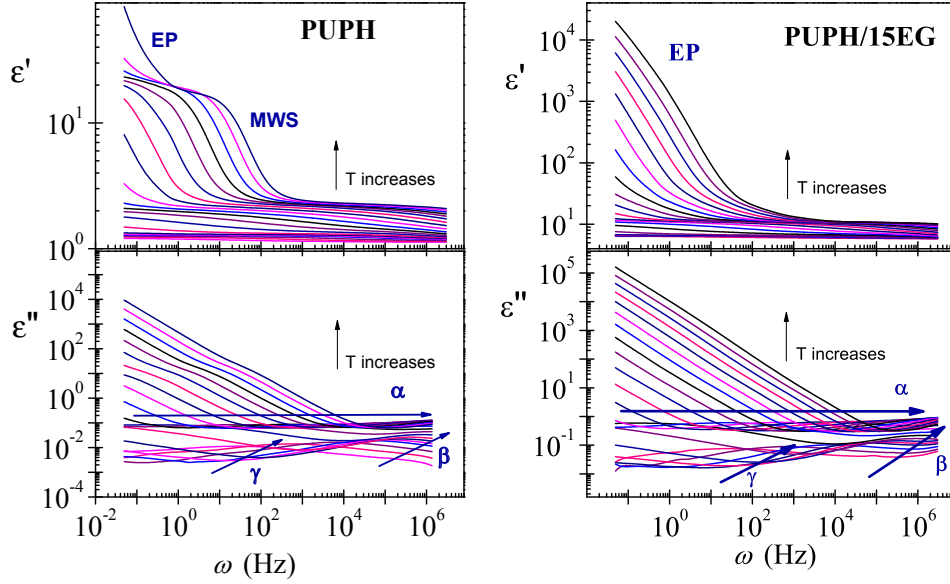 PUPH
EP
ε'
MWS
10¹
T increases
10⁰
ε"
10⁴
10²
10⁰
10⁻²
10⁻⁴
T increases
α
γ
β
10⁻² 10⁰ 10² 10⁴ 10⁶
ω (Hz)
PUPH/15EG
EP
ε'
10⁴
10³
10²
10¹
10⁰
T increases
ε"
10⁵
10³
10¹
10⁻¹
T increases
α
γ
β
10⁰ 10² 10⁴ 10⁶
ω (Hz)